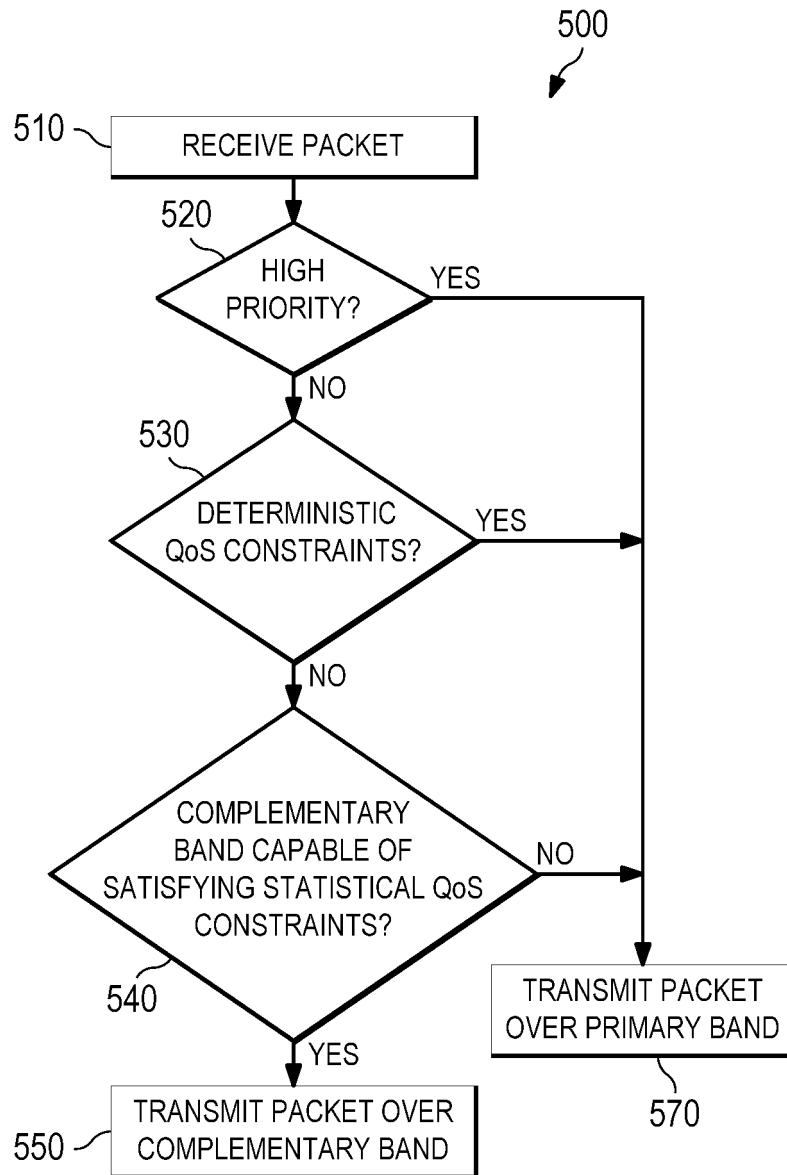 500
510
RECEIVE PACKET
520
HIGH
PRIORITY?
YES
NO
530
DETERMINISTIC
QoS CONSTRAINTS?
YES
NO
COMPLEMENTARY
BAND CAPABLE OF
SATISFYING STATISTICAL QoS
CONSTRAINTS?
NO
540
YES
TRANSMIT PACKET
OVER PRIMARY BAND
570
550
TRANSMIT PACKET OVER
COMPLEMENTARY BAND